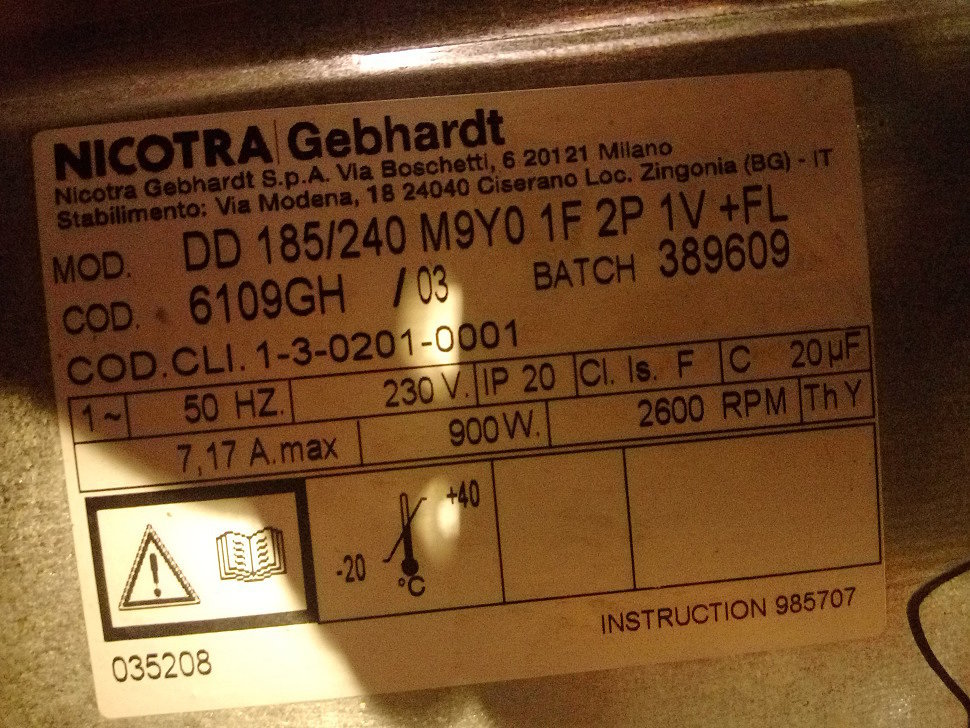 NICOTRA Gebhardt
Nicotra Gebhardt S.p.A. Via Boschetti, 6 20121 Milano
Stabilimento: Via Modena, 18 24040 Ciserano Loc. Zingonia (BG) - IT
MOD. DD 185/240 M9Y0 1F 2P 1V +FL
COD. 6109GH /03 BATCH 389609
COD.CLI. 1-3-0201-0001
1~ 50 HZ. 230 V. IP 20 Cl. Is. F C 20µF
7,17 A.max 900W. 2600 RPM Th Y
+40
-20
°C
INSTRUCTION 985707
035208